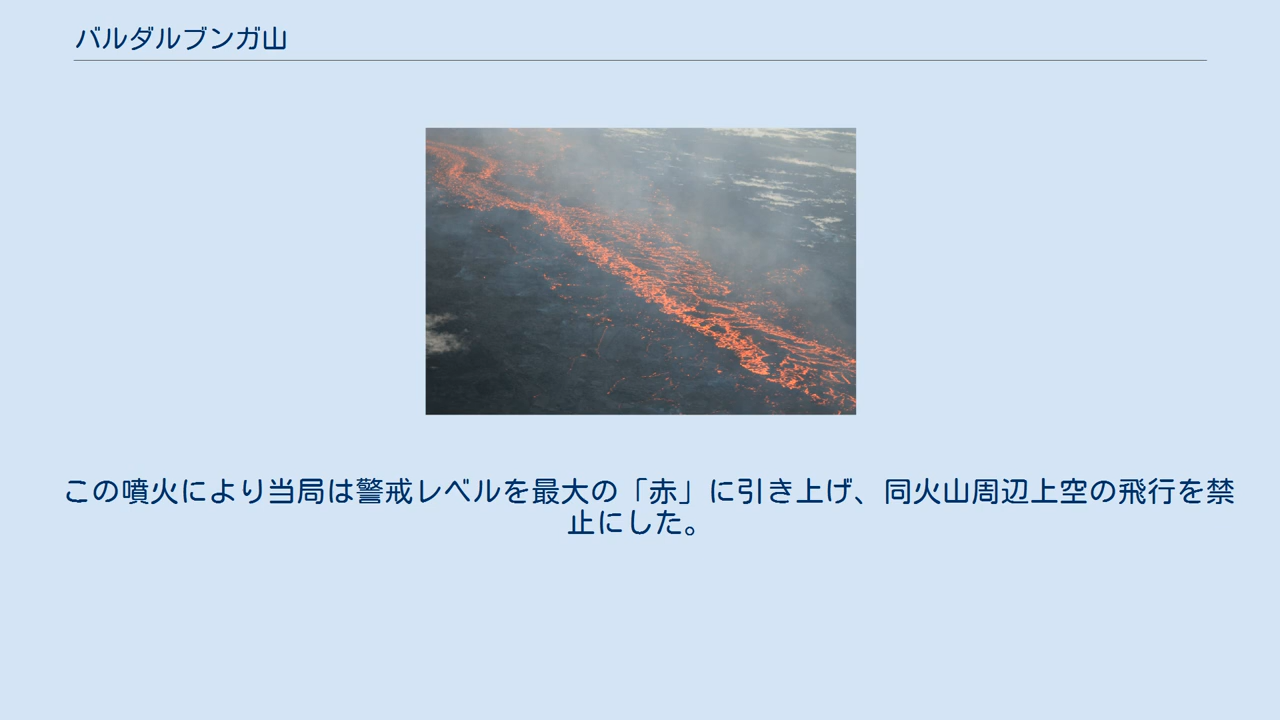 バルダルブンガ山
この噴火により当局は警戒レベルを最大の「赤」に引き上げ、同火山周辺上空の飛行を禁
止にした。